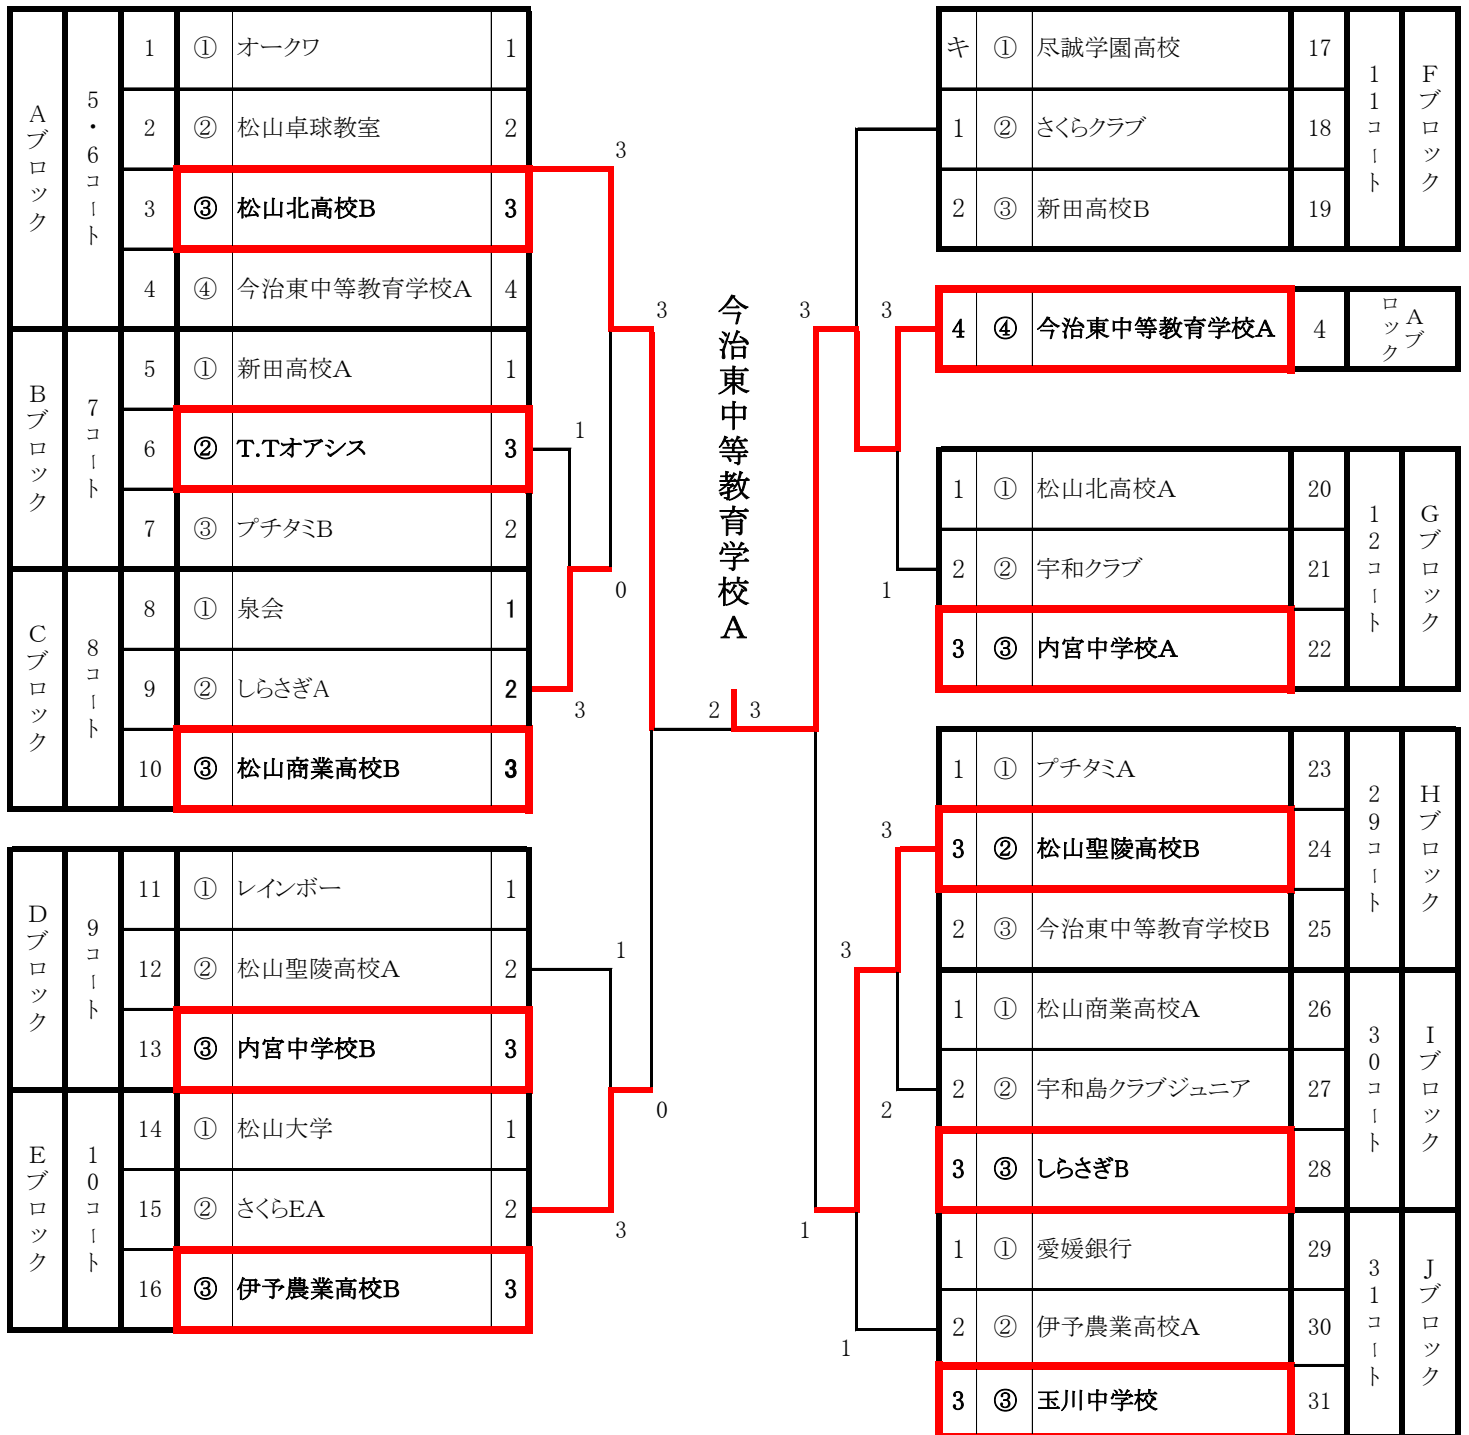 Aブロック
5・6コート
1 ① オークワ 1
2 ② 松山卓球教室 2
3 ③ 松山北高校B 3
4 ④ 今治東中等教育学校A 4
Bブロック
7コート
5 ① 新田高校A 1
6 ② T.Tオアシス 3
7 ③ プチタミB 2
Cブロック
8コート
8 ① 泉会 1
9 ② しらさぎA 2
10 ③ 松山商業高校B 3
Dブロック
9コート
11 ① レインボー 1
12 ② 松山聖陵高校A 2
13 ③ 内宮中学校B 3
Eブロック
10コート
14 ① 松山大学 1
15 ② さくらEA 2
16 ③ 伊予農業高校B 3
3
3
1
0
3
1
0
3
今治東中等教育学校A
2 3
3
3
1
3
3
2
1
1
キ ① 尽誠学園高校 17
1 ② さくらクラブ 18
2 ③ 新田高校B 19
11コート
Fブロック
4 ④ 今治東中等教育学校A 4
Aブロック
1 ① 松山北高校A 20
2 ② 宇和クラブ 21
3 ③ 内宮中学校A 22
12コート
Gブロック
1 ① プチタミA 23
3 ② 松山聖陵高校B 24
2 ③ 今治東中等教育学校B 25
29コート
Hブロック
1 ① 松山商業高校A 26
2 ② 宇和島クラブジュニア 27
3 ③ しらさぎB 28
30コート
Iブロック
1 ① 愛媛銀行 29
2 ② 伊予農業高校A 30
3 ③ 玉川中学校 31
31コート
Jブロック